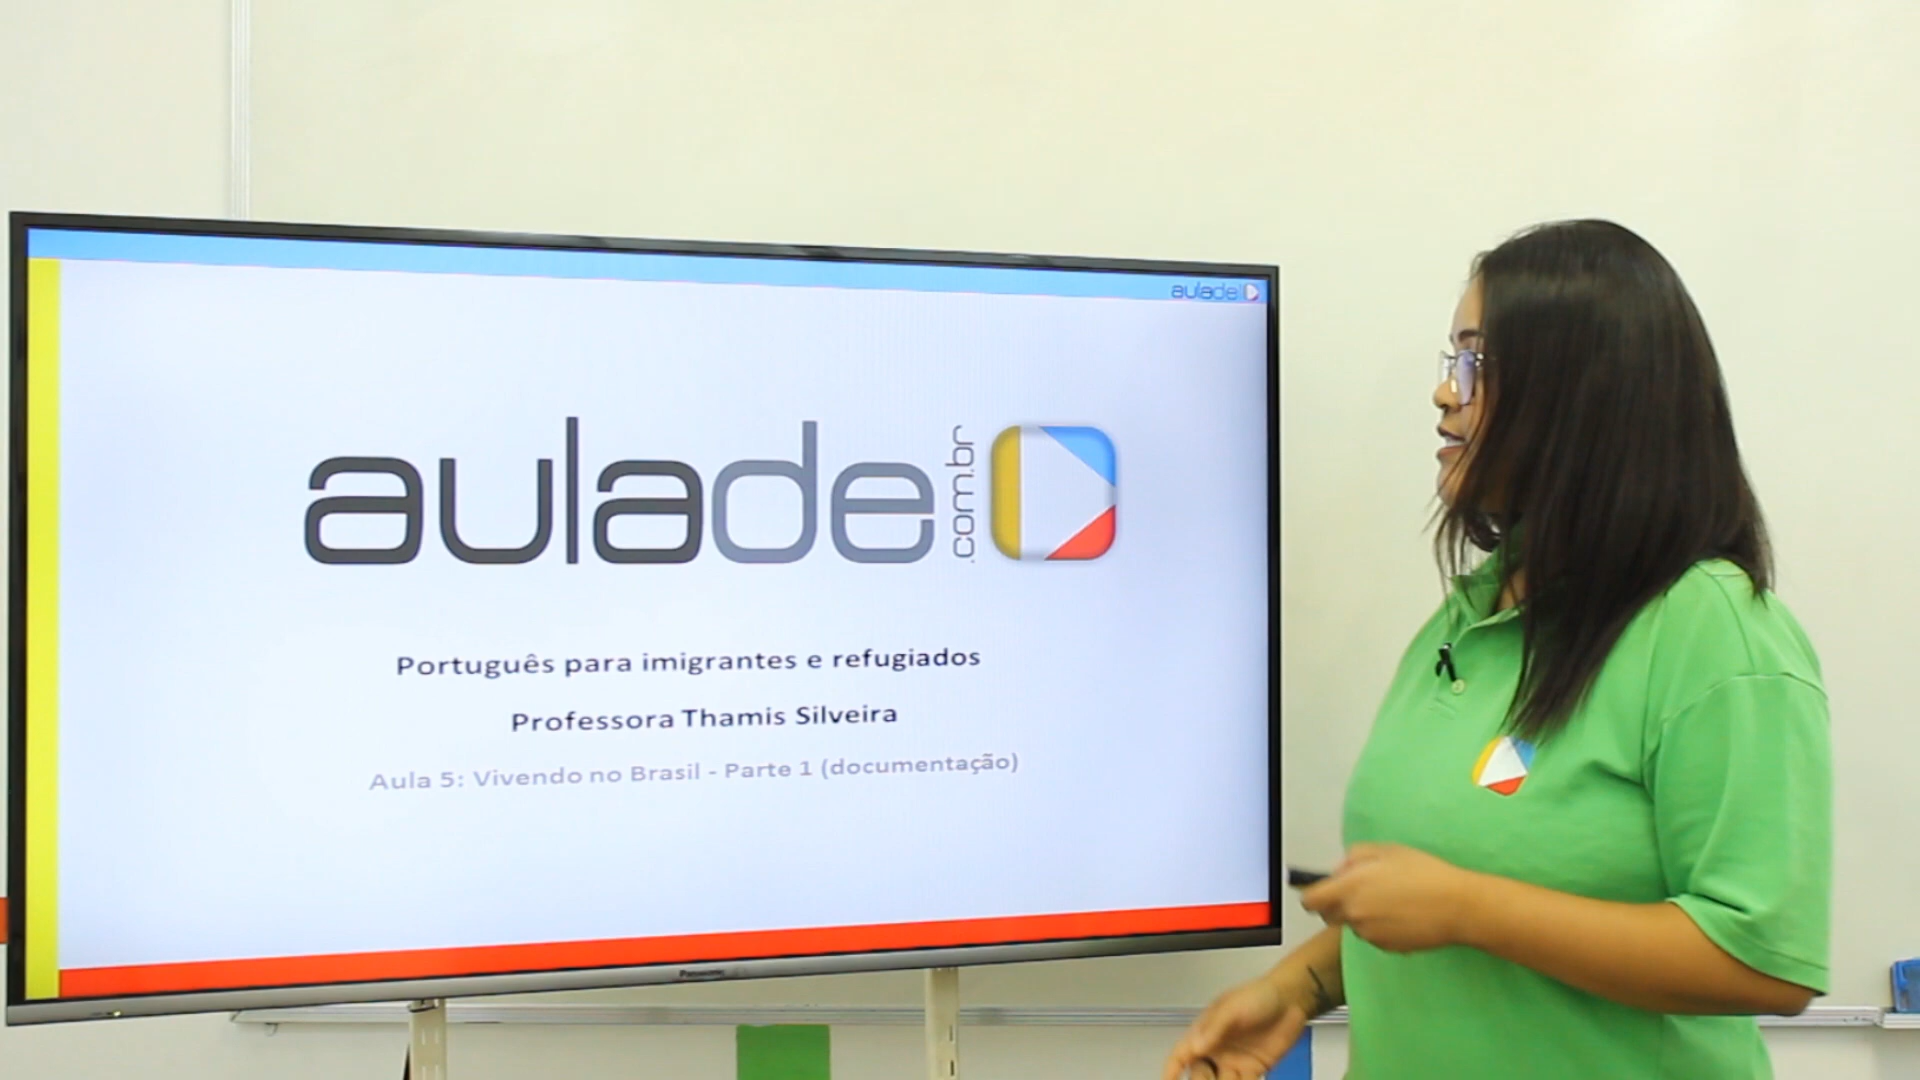 aulade
aulade
.com.br
Português para imigrantes e refugiados
Professora Thamis Silveira
Aula 5: Vivendo no Brasil - Parte 1 (documentação)
Panasonic